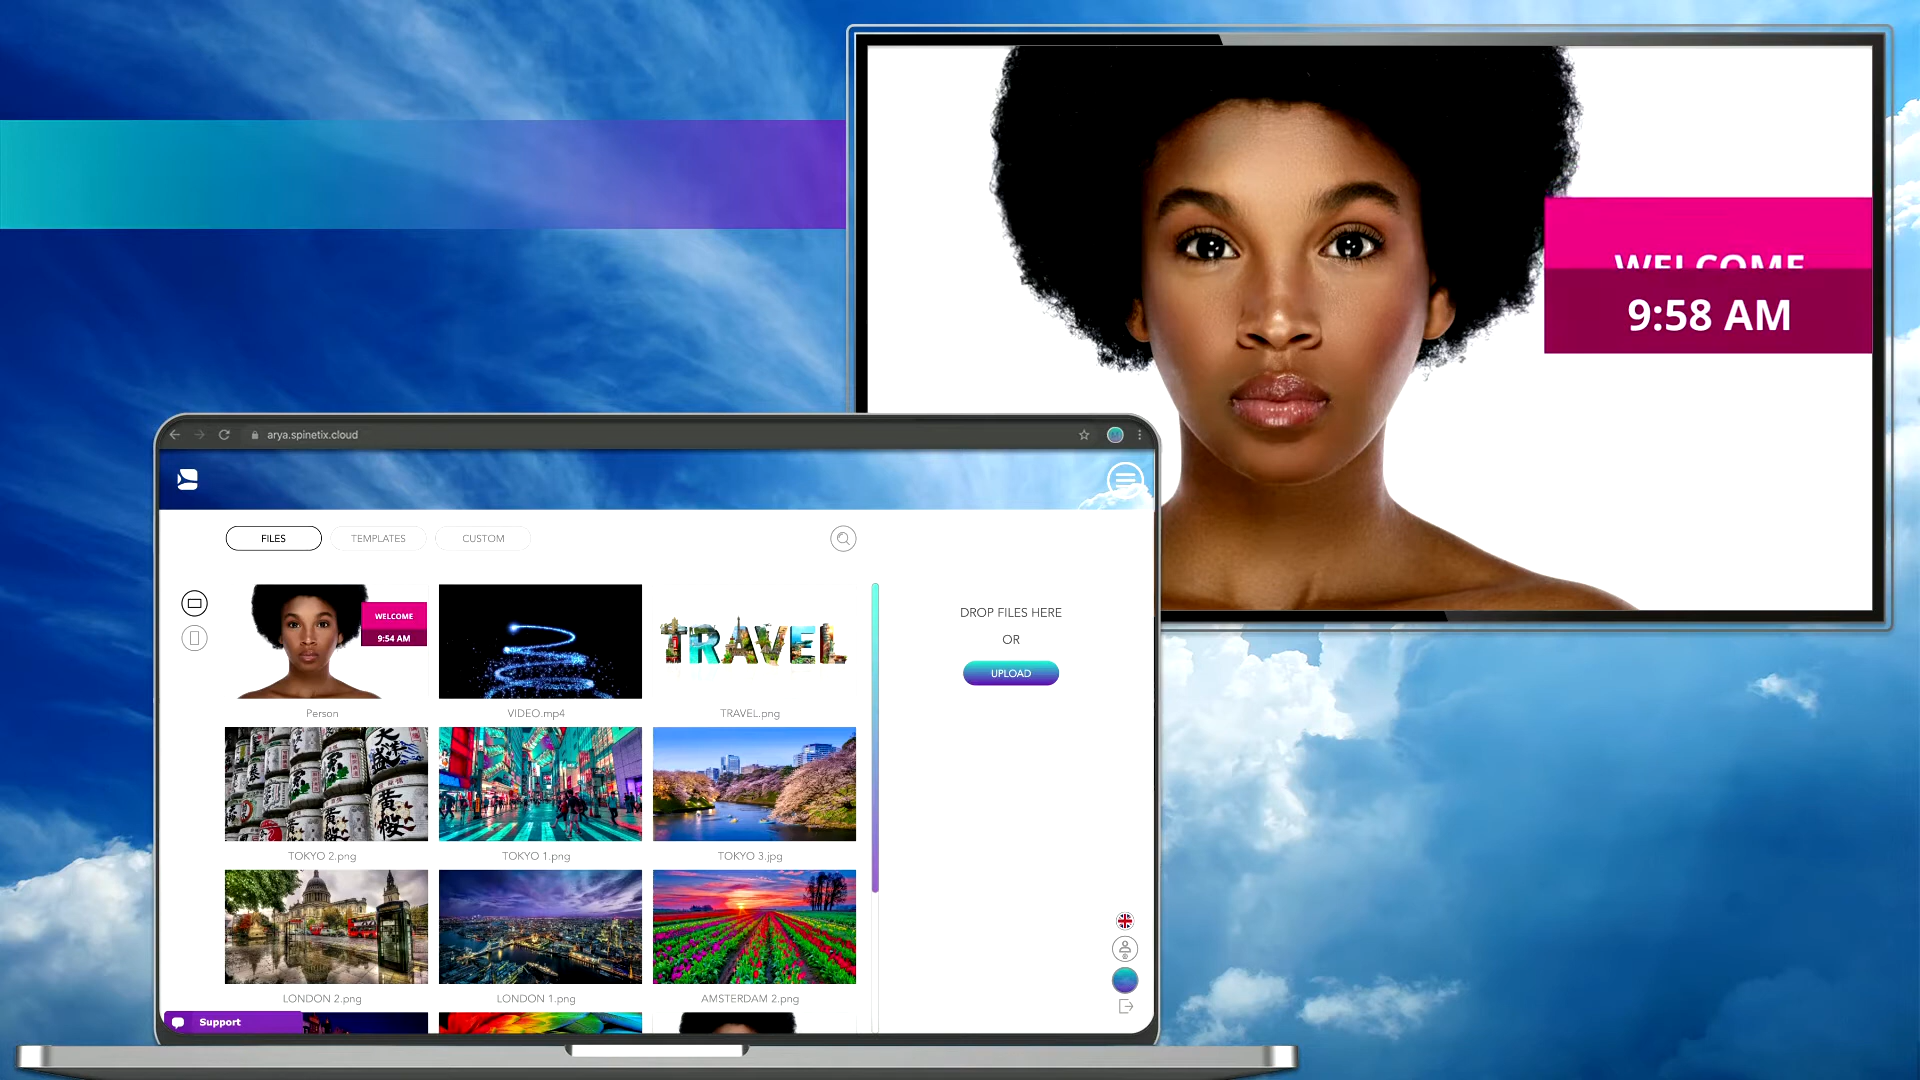 WELCOME
9:58 AM
arya.spinetix.cloud
FILES
TEMPLATES
CUSTOM
WELCOME
9:54 AM
TRAVEL
DROP FILES HERE
OR
UPLOAD
Person
VIDEO.mp4
TRAVEL.png
TOKYO 2.png
TOKYO 1.png
TOKYO 3.jpg
LONDON 2.png
LONDON 1.png
AMSTERDAM 2.png
Support